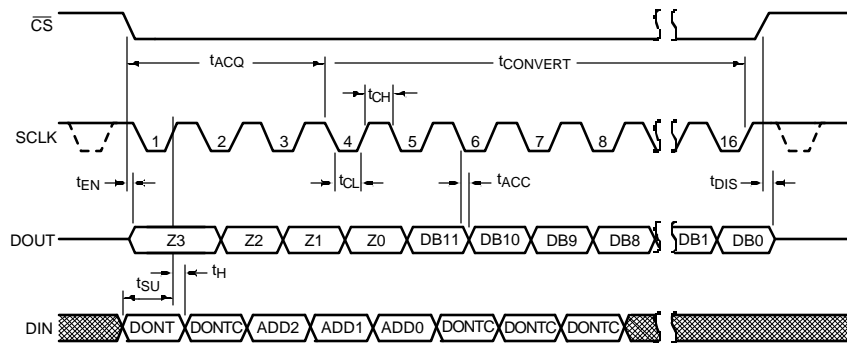 CS
tACQ
tCONVERT
tCH
SCLK
1 2 3 4 5 6 7 8 16
tEN
tCL
tACC
tDIS
DOUT
Z3 Z2 Z1 Z0 DB11 DB10 DB9 DB8 DB1 DB0
tSU
tH
DIN
DONT DONTC ADD2 ADD1 ADD0 DONTC DONTC DONTC